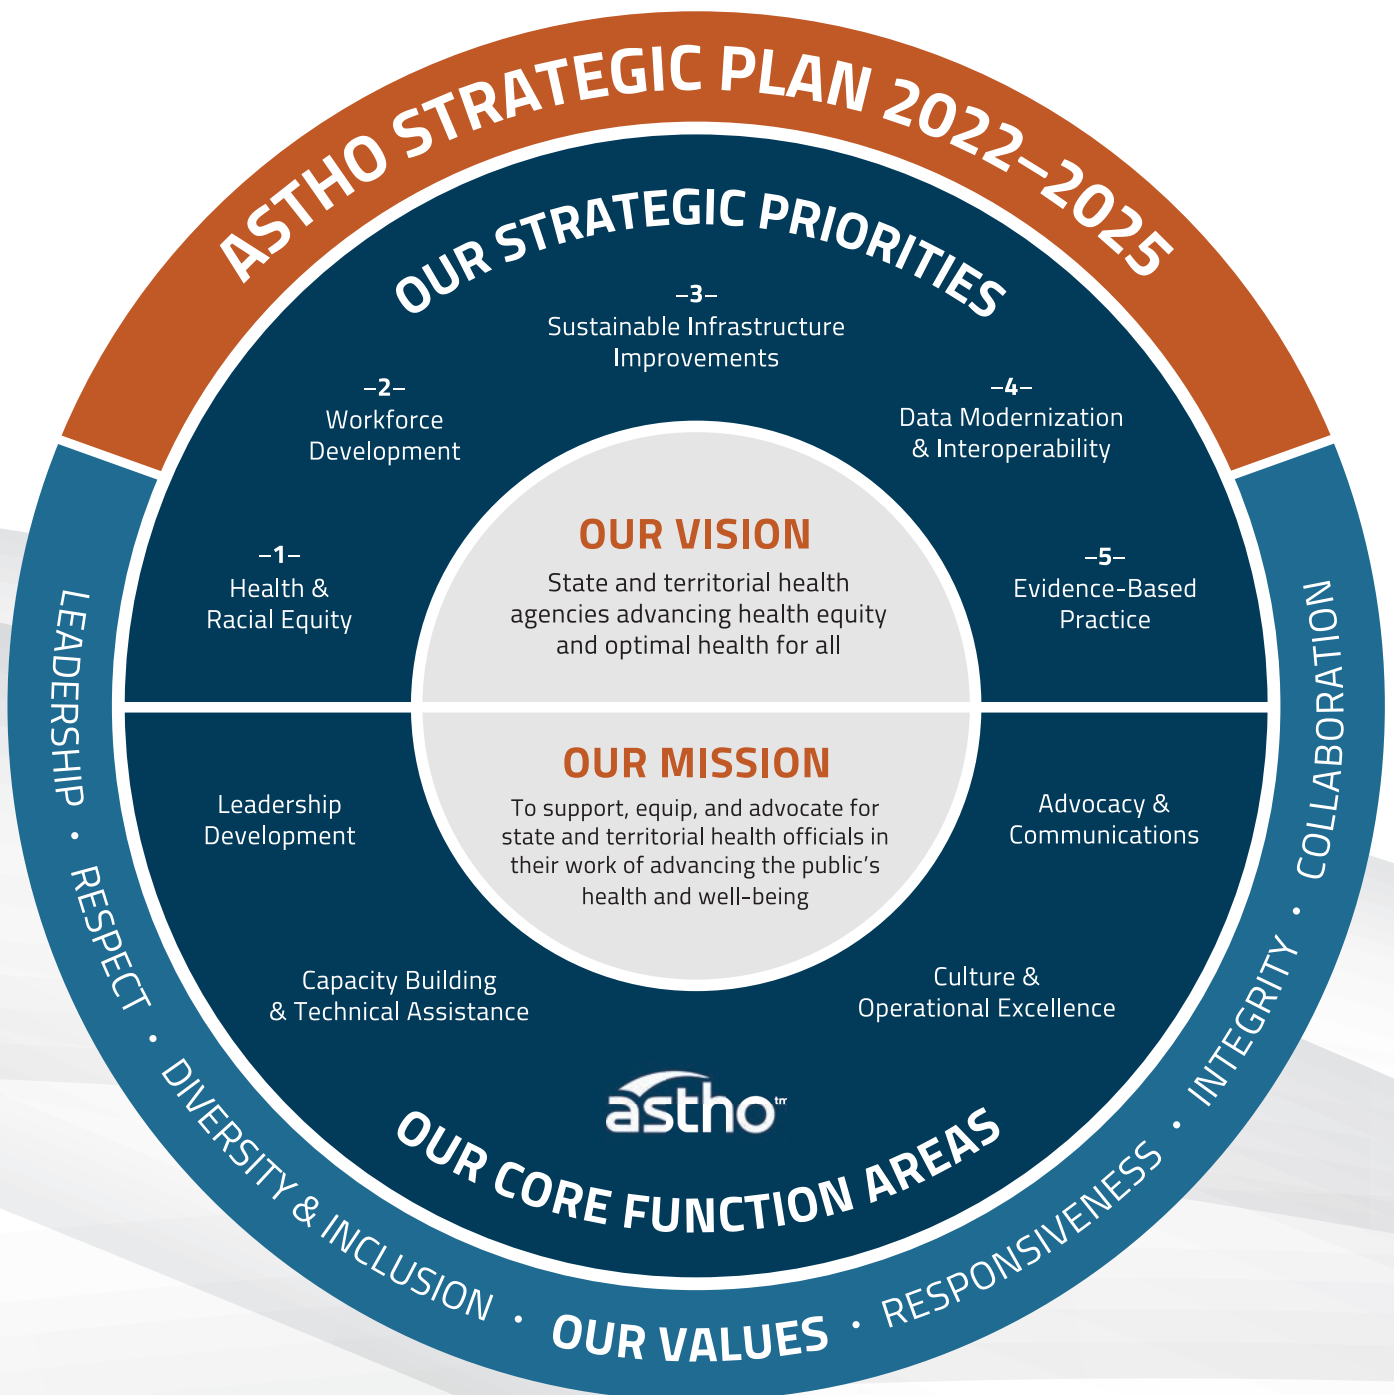 ASTHO STRATEGIC PLAN 2022–2025
OUR STRATEGIC PRIORITIES
–1–
Health &
Racial Equity
–2–
Workforce
Development
–3–
Sustainable Infrastructure
Improvements
–4–
Data Modernization
& Interoperability
–5–
Evidence-Based
Practice
OUR VISION
State and territorial health
agencies advancing health equity
and optimal health for all
OUR MISSION
To support, equip, and advocate for
state and territorial health officials in
their work of advancing the public's
health and well-being
Leadership
Development
Capacity Building
& Technical Assistance
Culture &
Operational Excellence
Advocacy &
Communications
astho tm
OUR CORE FUNCTION AREAS
LEADERSHIP · RESPECT · DIVERSITY & INCLUSION · OUR VALUES · RESPONSIVENESS · INTEGRITY · COLLABORATION